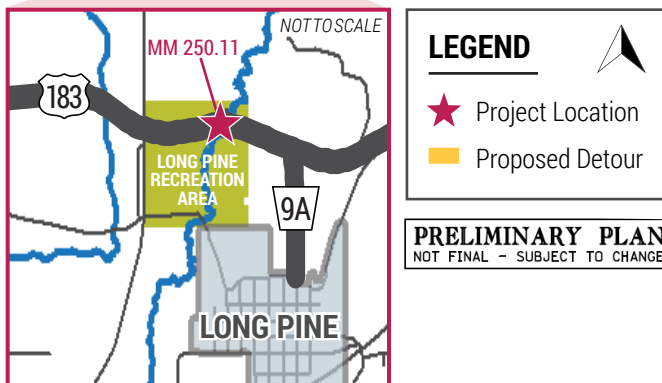 NOT TO SCALE
MM 250.11
183
LONG PINE
RECREATION
AREA
9A
LONG PINE
LEGEND
Project Location
Proposed Detour
PRELIMINARY PLAN
NOT FINAL - SUBJECT TO CHANGE